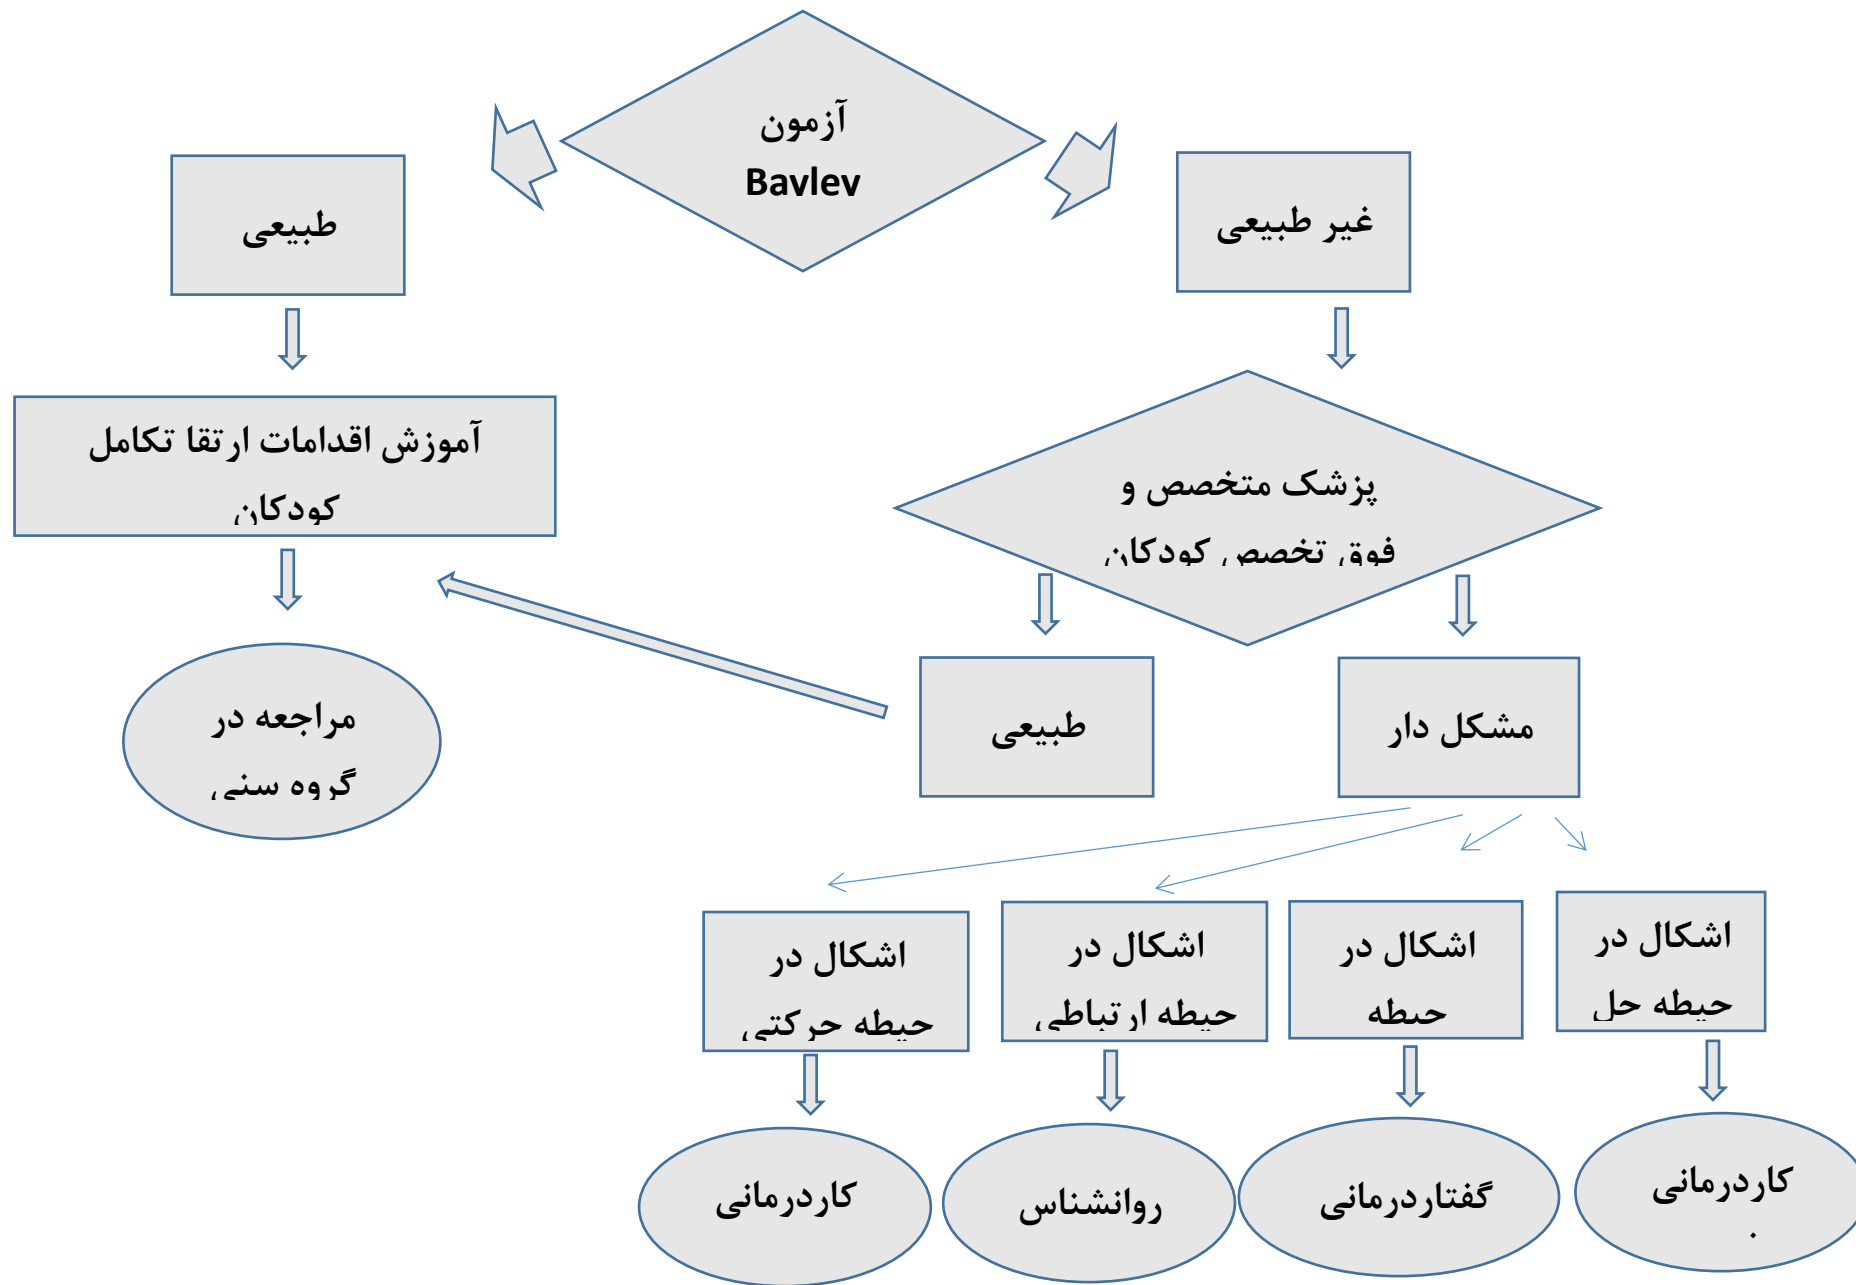 آزمون
Bavlev
غیر طبیعی
طبیعی
آموزش اقدامات ارتقا تکامل
کودکان
پزشک متخصص و
فوق تخصص کودکان
مشکل دار
طبیعی
مراجعه در
گروه سنی
اشکال در
حیطه حل
اشکال در
حیطه
اشکال در
حیطه ارتباطی
اشکال در
حیطه حرکتی
کاردرمانی
گفتاردرمانی
روانشناس
کاردرمانی